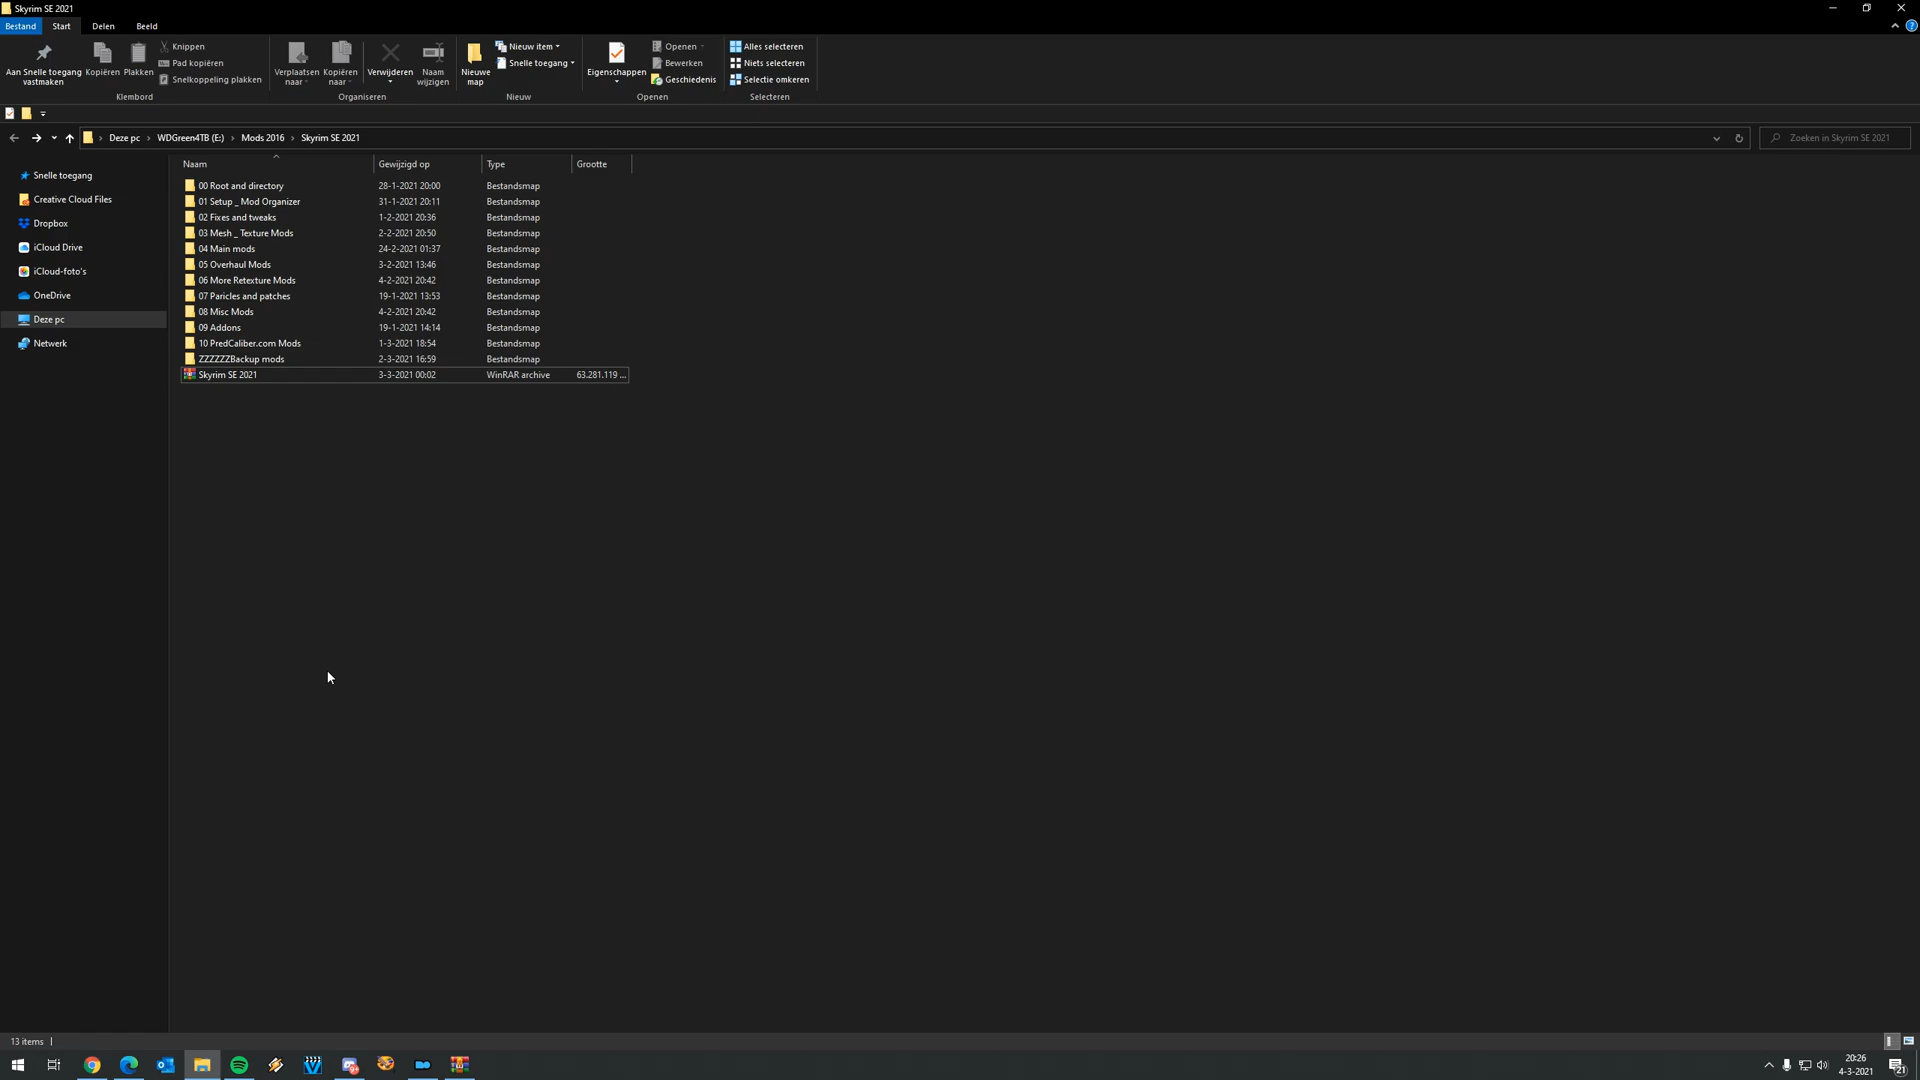 Skyrim SE 2021
Bestand Start Delen Beeld
Aan Snelle toegang vastmaken
Kopiëren
Plakken
Knippen
Pad kopiëren
Snelkoppeling plakken
Klembord
Verplaatsen naar
Kopiëren naar
Verwijderen
Naam wijzigen
Organiseren
Nieuwe map
Nieuw item
Snelle toegang
Nieuw
Eigenschappen
Openen
Bewerken
Geschiedenis
Openen
Alles selecteren
Niets selecteren
Selectie omkeren
Selecteren
Deze pc › WDGreen4TB (E:) › Mods 2016 › Skyrim SE 2021
Zoeken in Skyrim SE 2021
Snelle toegang
Creative Cloud Files
Dropbox
iCloud Drive
iCloud-foto's
OneDrive
Deze pc
Netwerk
Naam Gewijzigd op Type Grootte
00 Root and directory 28-1-2021 20:00 Bestandsmap
01 Setup _ Mod Organizer 31-1-2021 20:11 Bestandsmap
02 Fixes and tweaks 1-2-2021 20:36 Bestandsmap
03 Mesh _ Texture Mods 2-2-2021 20:50 Bestandsmap
04 Main mods 24-2-2021 01:37 Bestandsmap
05 Overhaul Mods 3-2-2021 13:46 Bestandsmap
06 More Retexture Mods 4-2-2021 20:42 Bestandsmap
07 Paricles and patches 19-1-2021 13:53 Bestandsmap
08 Misc Mods 4-2-2021 20:42 Bestandsmap
09 Addons 19-1-2021 14:14 Bestandsmap
10 PredCaliber.com Mods 1-3-2021 18:54 Bestandsmap
ZZZZZZBackup mods 2-3-2021 16:59 Bestandsmap
Skyrim SE 2021 3-3-2021 00:02 WinRAR archive 63.281.119 ...
13 items
9+
20:26
4-3-2021
21